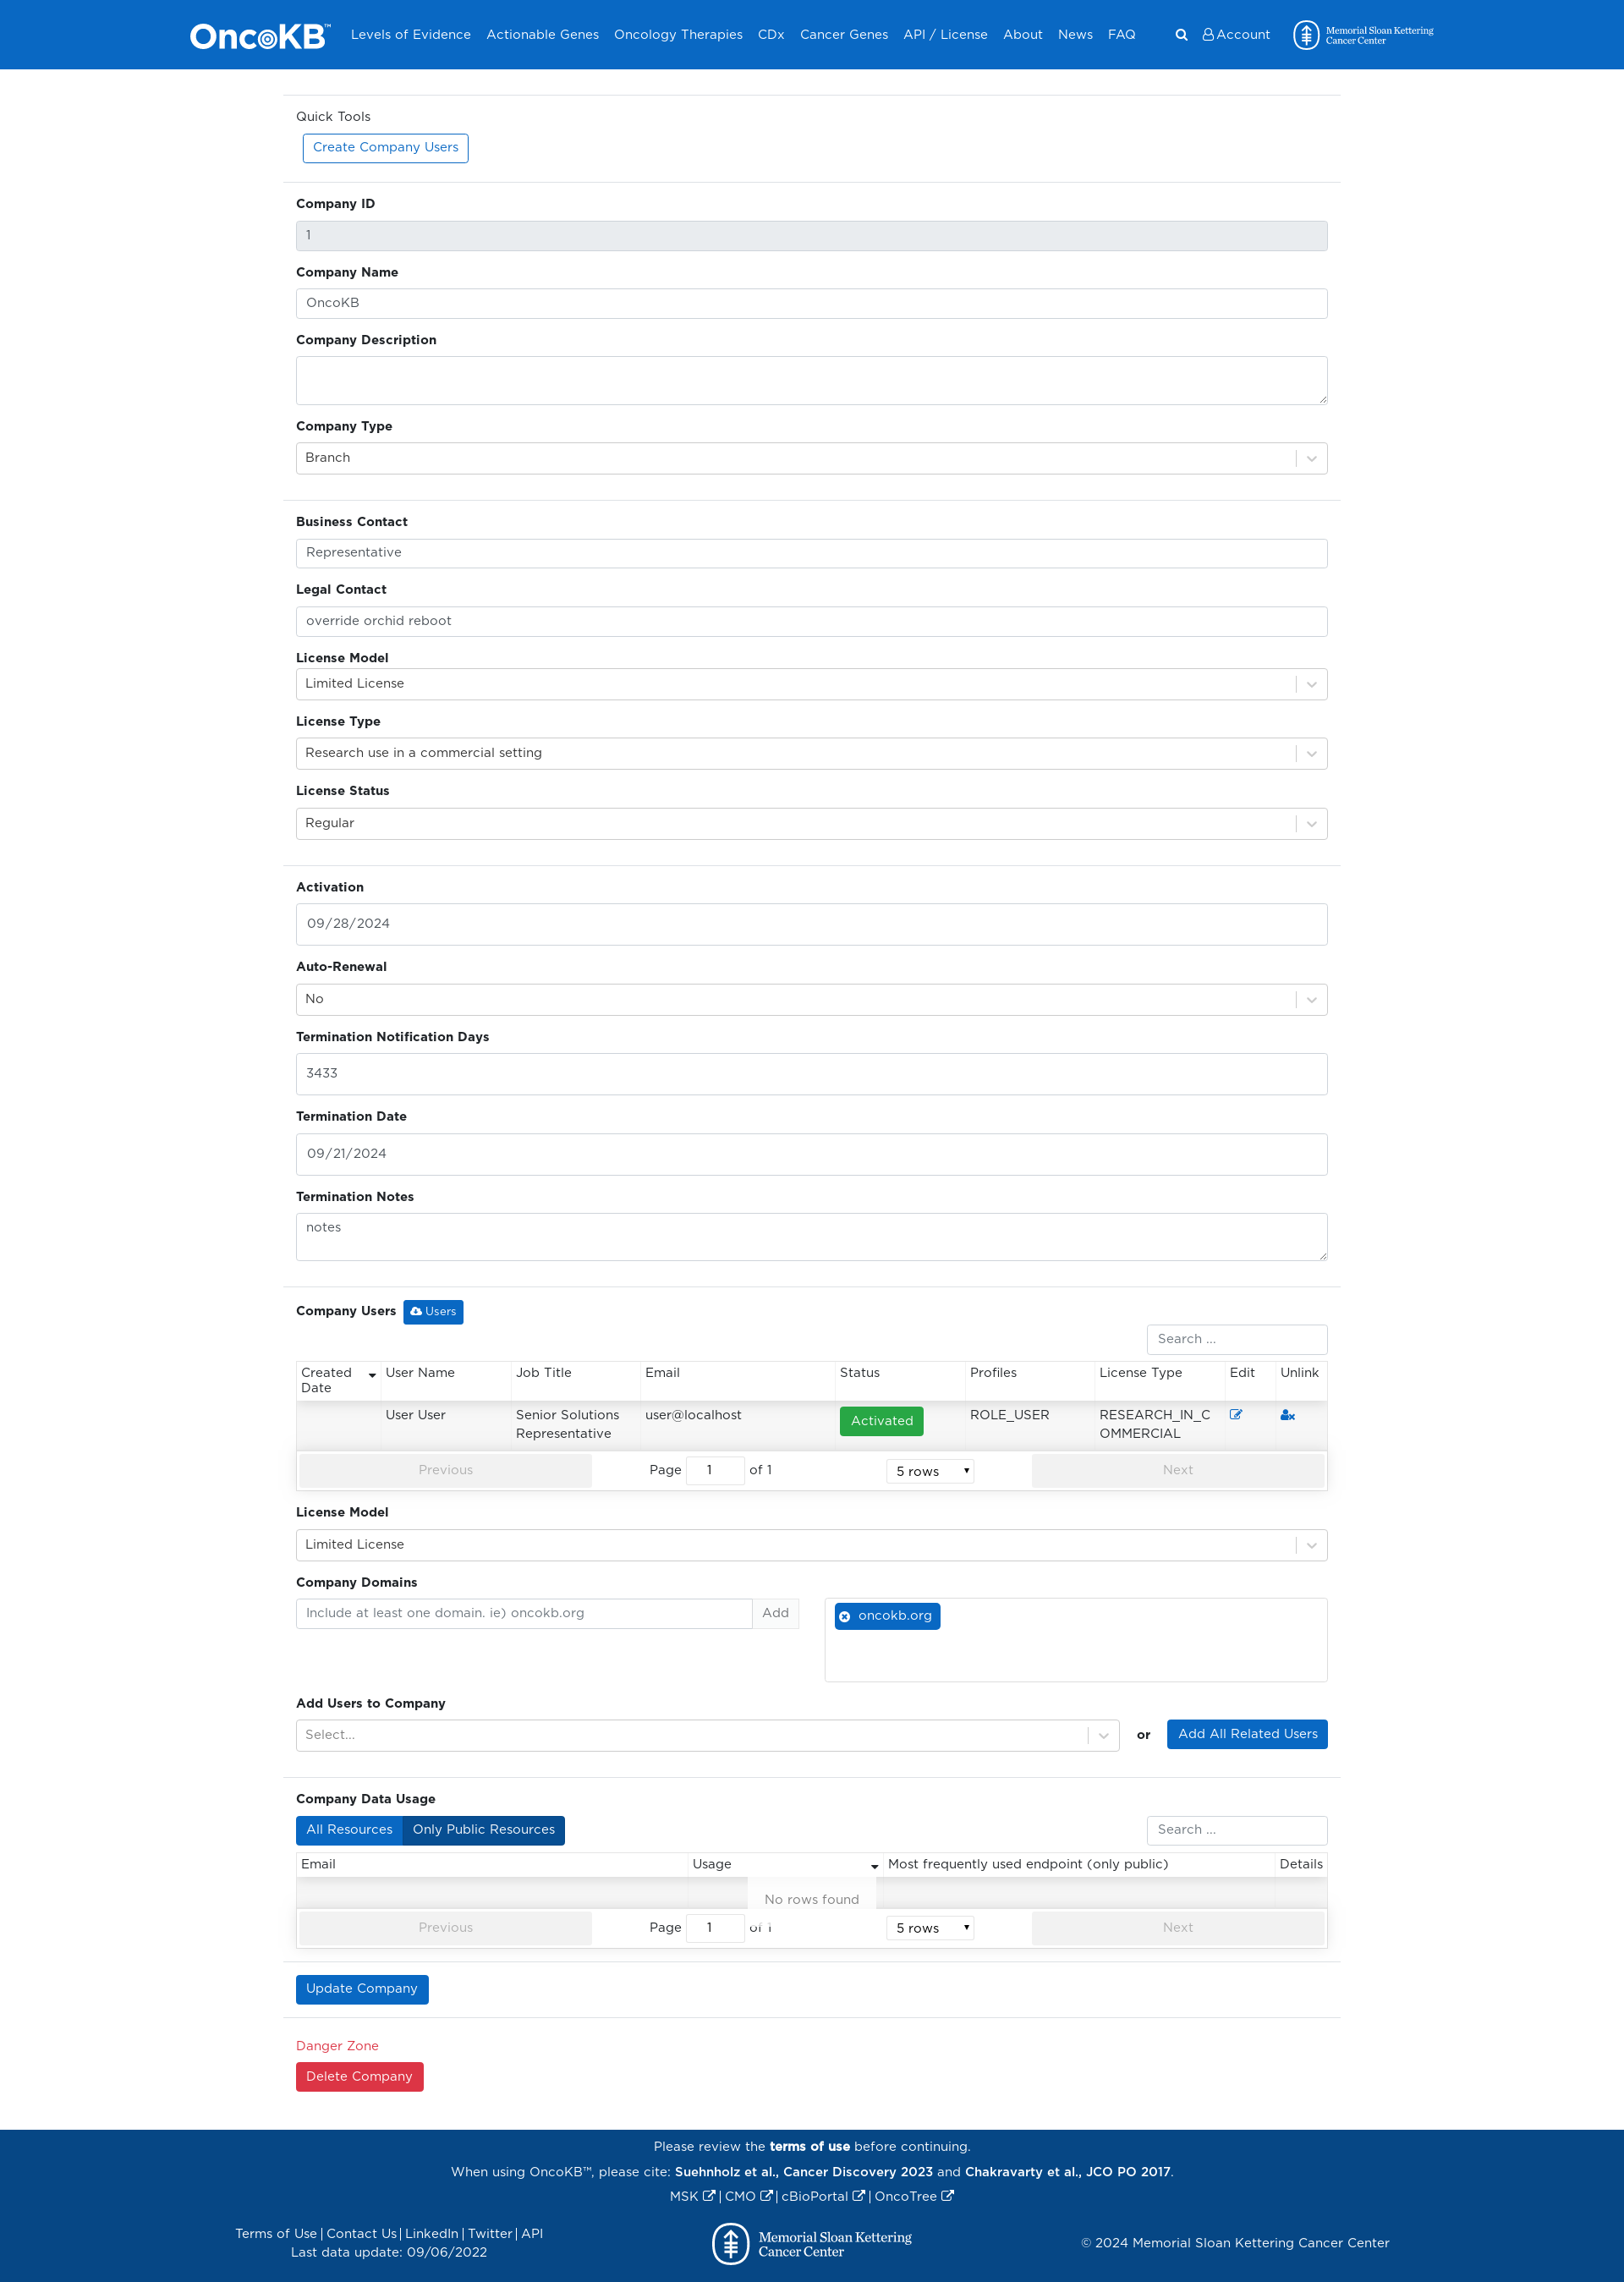 OncoKB™ Levels of Evidence Actionable Genes Oncology Therapies CDx Cancer Genes API / License About News FAQ Account Memorial Sloan Kettering Cancer Center
Quick Tools
Create Company Users
Company ID
1
Company Name
OncoKB
Company Description
Company Type
Branch
Business Contact
Representative
Legal Contact
override orchid reboot
License Model
Limited License
License Type
Research use in a commercial setting
License Status
Regular
Activation
09/28/2024
Auto-Renewal
No
Termination Notification Days
3433
Termination Date
09/21/2024
Termination Notes
notes
Company Users Users
Search ...
Created Date User Name Job Title Email Status Profiles License Type Edit Unlink
User User Senior Solutions Representative user@localhost Activated ROLE_USER RESEARCH_IN_COMMERCIAL
Previous Page 1 of 1 5 rows Next
License Model
Limited License
Company Domains
Include at least one domain. ie) oncokb.org Add oncokb.org
Add Users to Company
Select... or Add All Related Users
Company Data Usage
All Resources Only Public Resources Search ...
Email Usage Most frequently used endpoint (only public) Details
No rows found
Previous Page 1 of 1 5 rows Next
Update Company
Danger Zone
Delete Company
Please review the terms of use before continuing.
When using OncoKB™, please cite: Suehnholz et al., Cancer Discovery 2023 and Chakravarty et al., JCO PO 2017.
MSK | CMO | cBioPortal | OncoTree
Terms of Use | Contact Us | LinkedIn | Twitter | API
Last data update: 09/06/2022
Memorial Sloan Kettering
Cancer Center
© 2024 Memorial Sloan Kettering Cancer Center